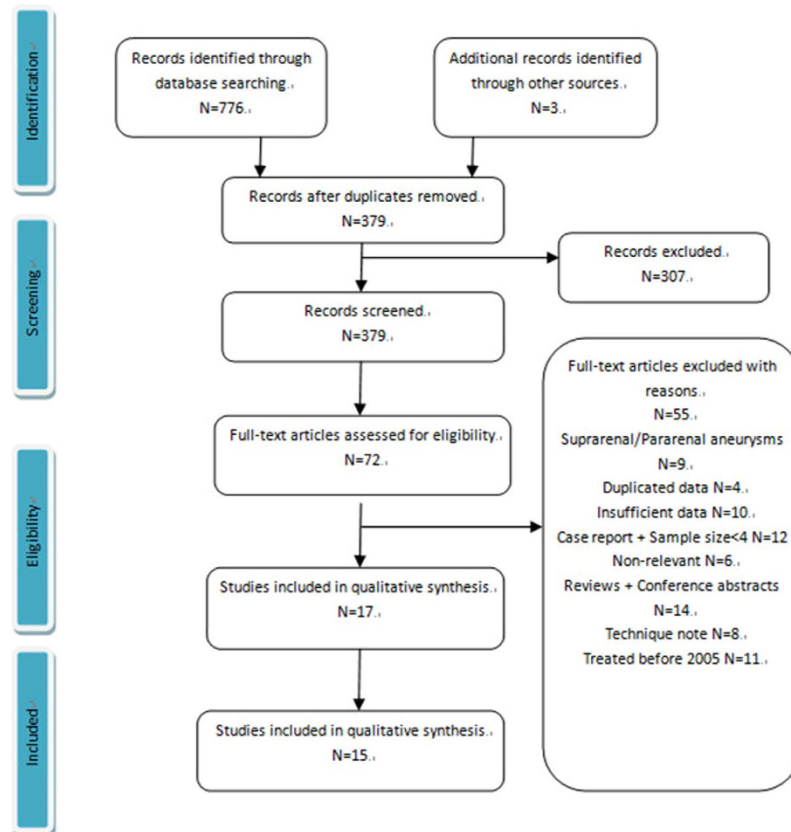 Identification
Records identified through
database searching.
N=776.
Additional records identified
through other sources.
N=3.
Records after duplicates removed.
N=379.
Screening
Records excluded.
N=307.
Records screened.
N=379.
Full-text articles assessed for eligibility.
N=72.
Full-text articles excluded with
reasons.
N=55.
Suprarenal/Pararenal aneurysms
N=9.
Duplicated data N=4.
Insufficient data N=10.
Case report + Sample size<4 N=12
Non-relevant N=6.
Reviews + Conference abstracts
N=14.
Technique note N=8.
Treated before 2005 N=11.
Eligibility
Studies included in qualitative synthesis.
N=17.
Included
Studies included in qualitative synthesis.
N=15.